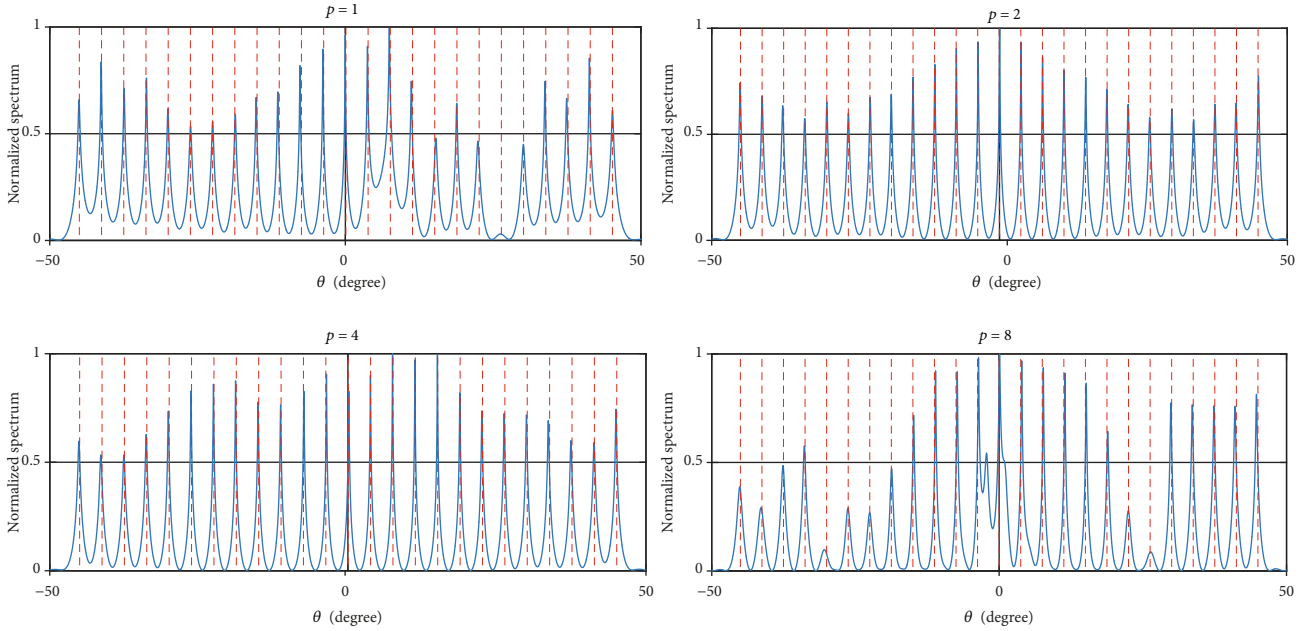 p = 1
Normalized spectrum
1
0.5
0
−50
0
50
θ (degree)
p = 2
Normalized spectrum
1
0.5
0
−50
0
50
θ (degree)
p = 4
Normalized spectrum
1
0.5
0
−50
0
50
θ (degree)
p = 8
Normalized spectrum
1
0.5
0
−50
0
50
θ (degree)